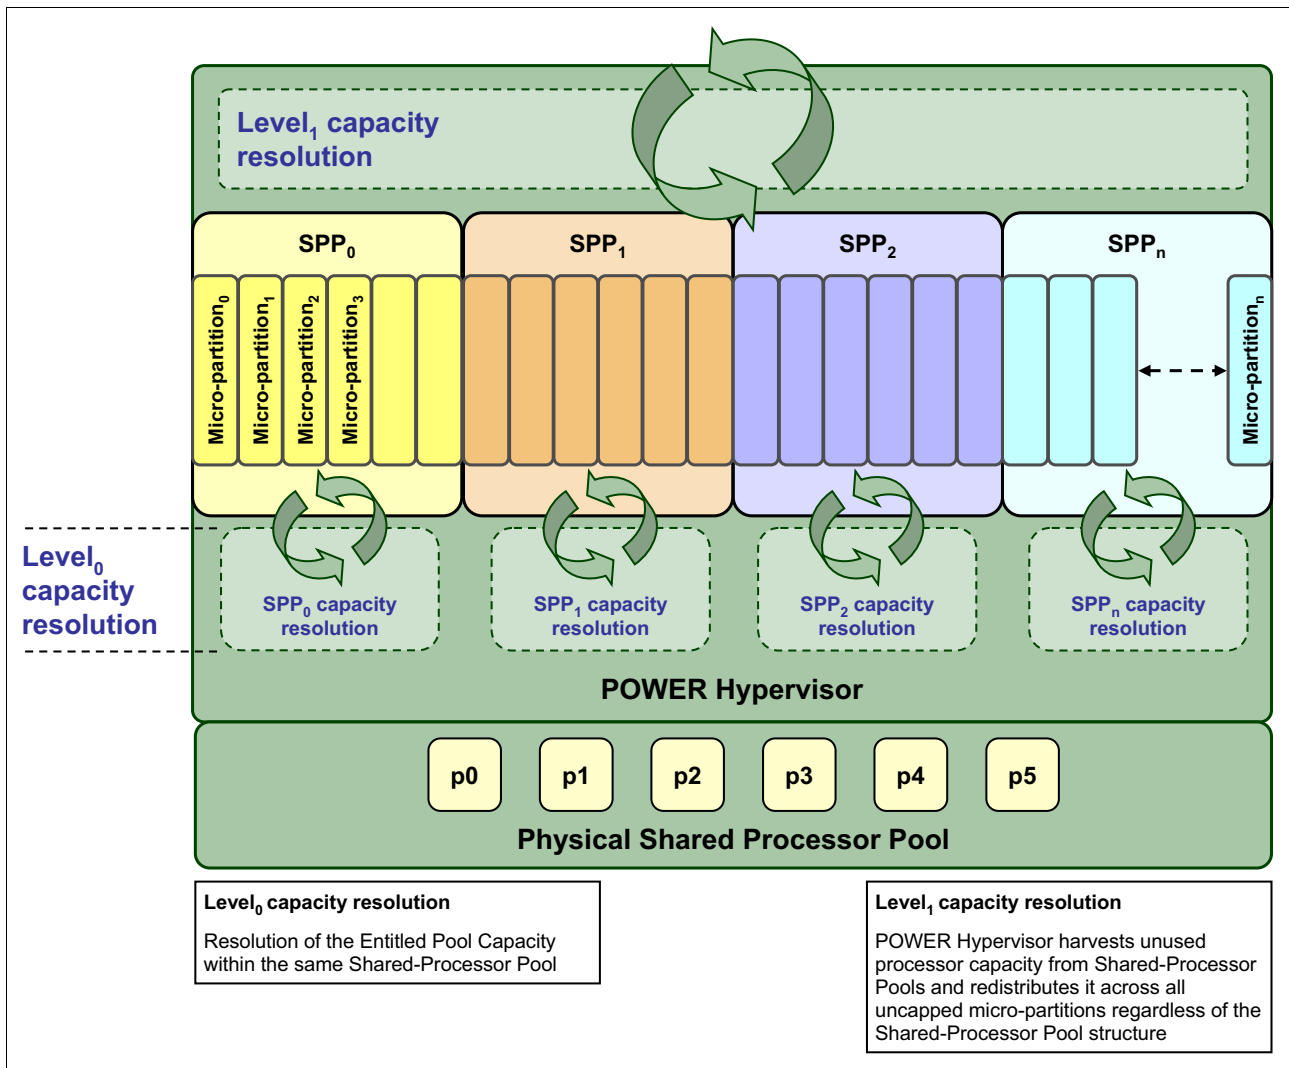 Level1 capacity
resolution
SPP0
SPP1
SPP2
SPPn
Micro-partition0
Micro-partition1
Micro-partition2
Micro-partition3
Micro-partitionn
Level0
capacity
resolution
SPP0 capacity
resolution
SPP1 capacity
resolution
SPP2 capacity
resolution
SPPn capacity
resolution
POWER Hypervisor
p0
p1
p2
p3
p4
p5
Physical Shared Processor Pool
Level0 capacity resolution
Resolution of the Entitled Pool Capacity
within the same Shared-Processor Pool
Level1 capacity resolution
POWER Hypervisor harvests unused
processor capacity from Shared-Processor
Pools and redistributes it across all
uncapped micro-partitions regardless of the
Shared-Processor Pool structure